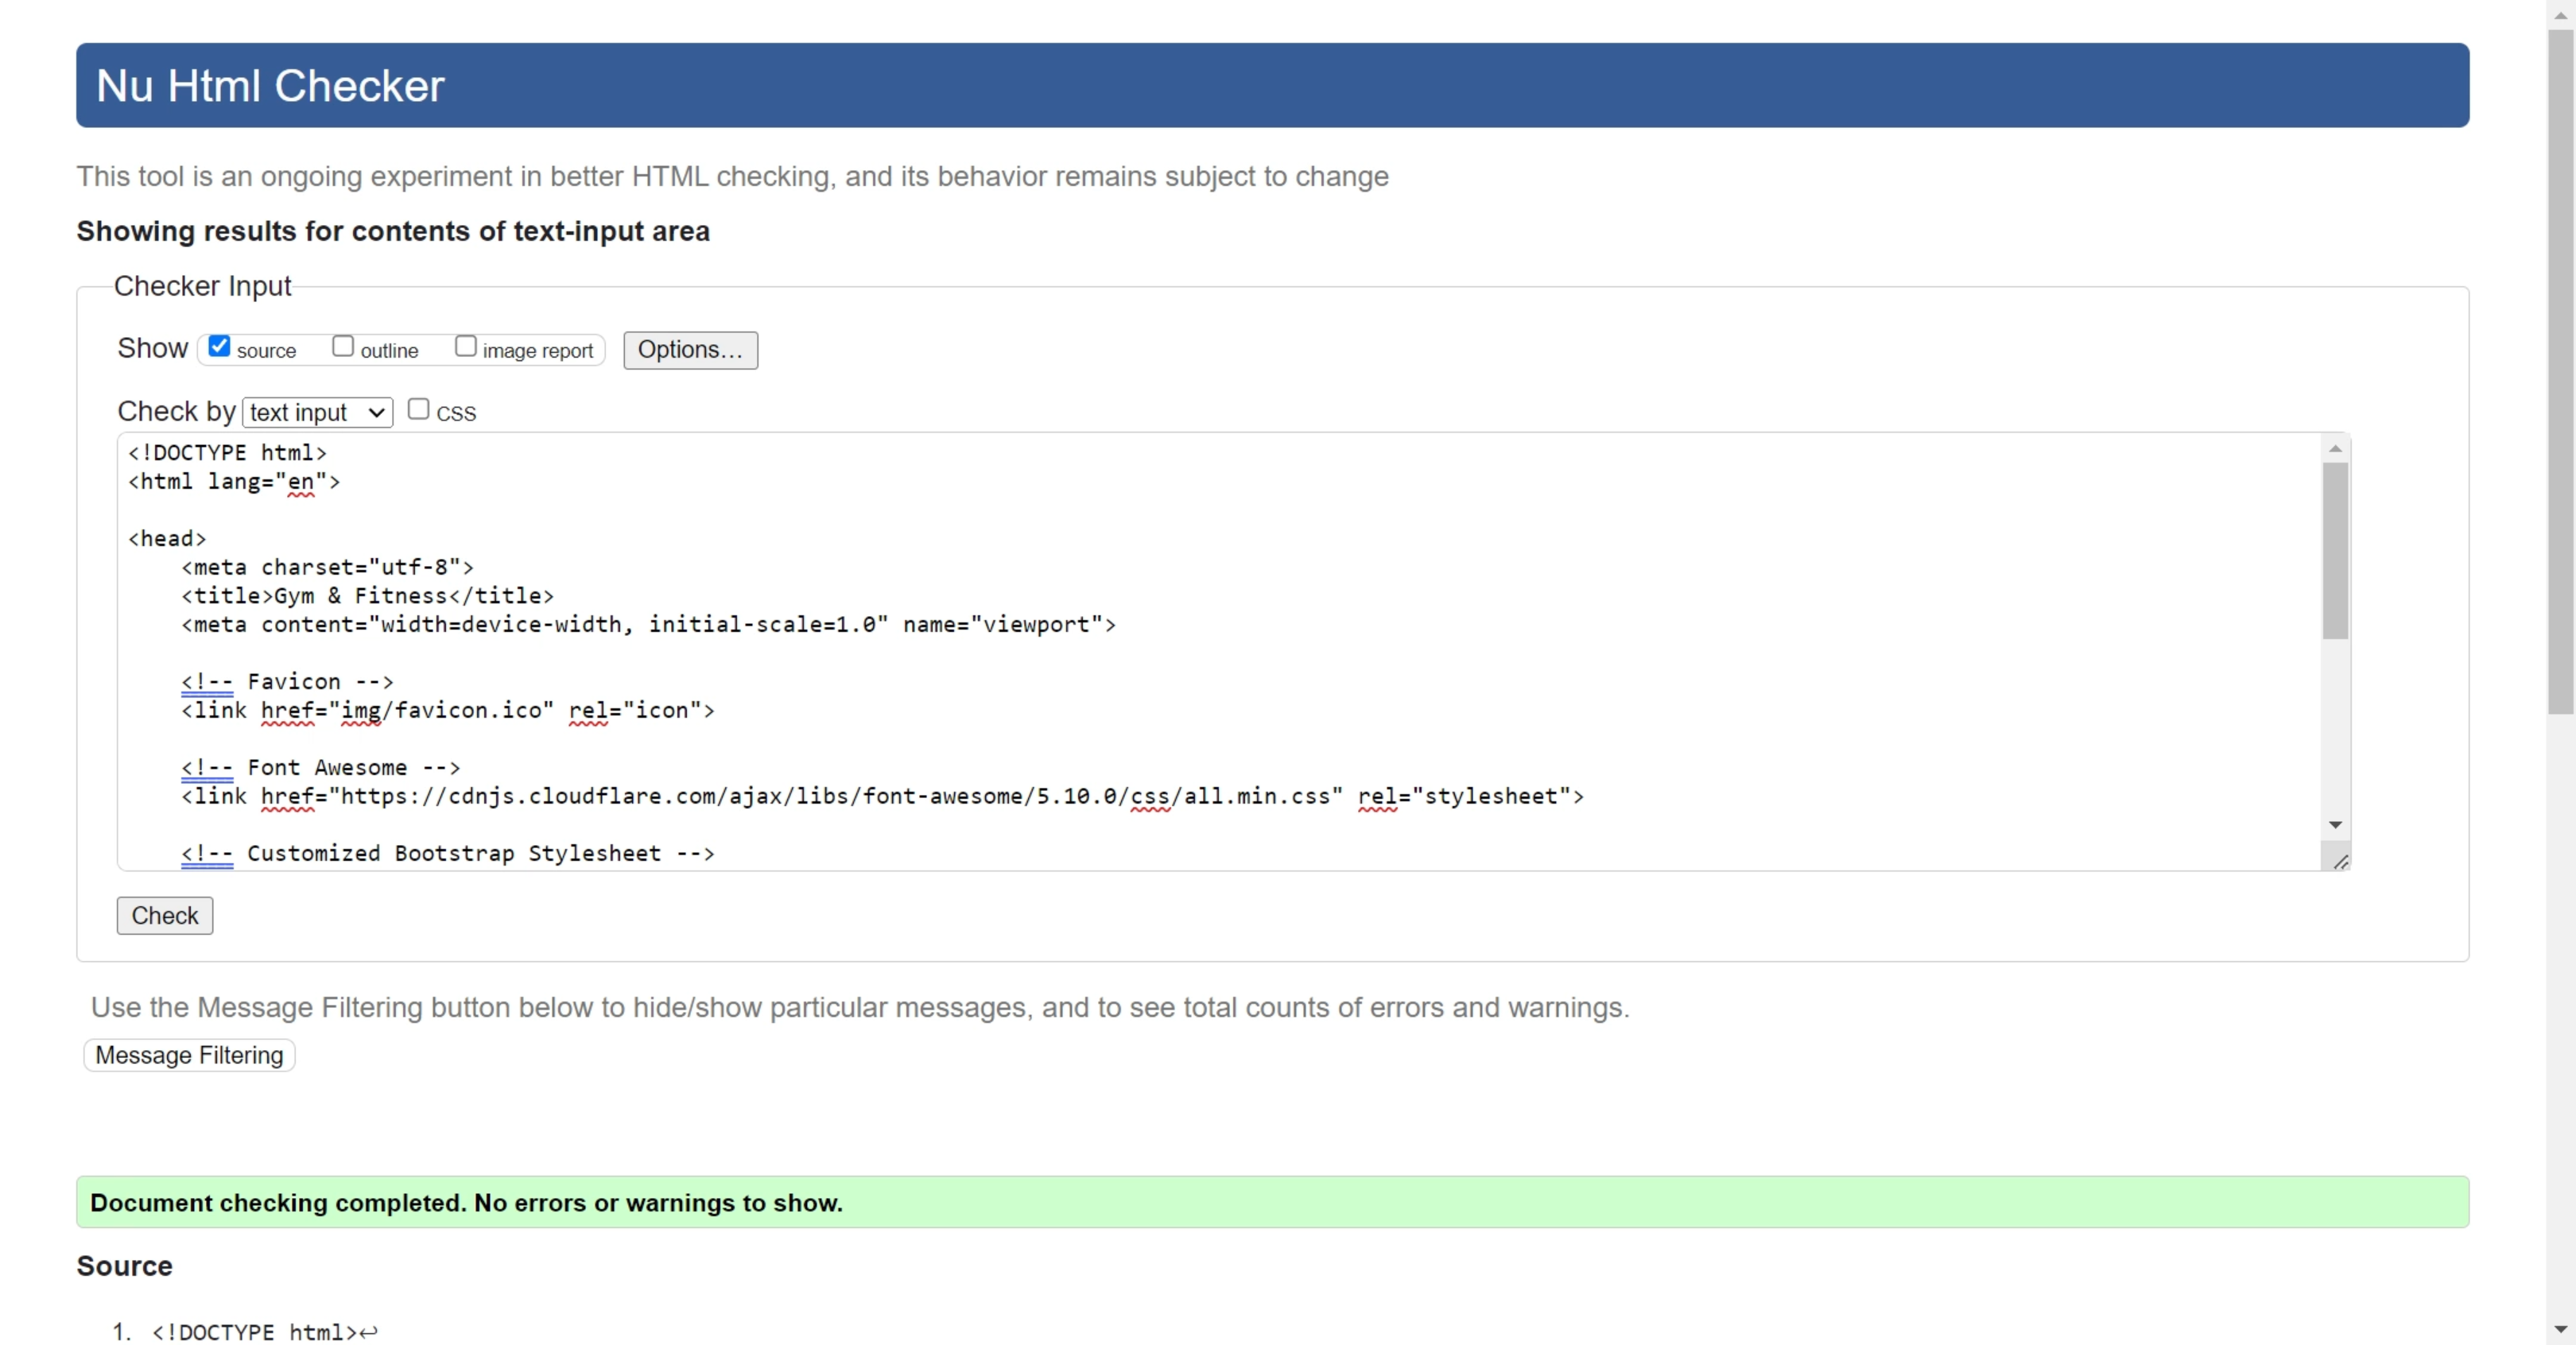 Nu Html Checker
This tool is an ongoing experiment in better HTML checking, and its behavior remains subject to change
Showing results for contents of text-input area
Checker Input
Show source outline image report Options...
Check by text input CSS
<!DOCTYPE html>
<html lang="en">
<head>
<meta charset="utf-8">
<title>Gym & Fitness</title>
<meta content="width=device-width, initial-scale=1.0" name="viewport">
<!-- Favicon -->
<link href="img/favicon.ico" rel="icon">
<!-- Font Awesome -->
<link href="https://cdnjs.cloudflare.com/ajax/libs/font-awesome/5.10.0/css/all.min.css" rel="stylesheet">
<!-- Customized Bootstrap Stylesheet -->
Check
Use the Message Filtering button below to hide/show particular messages, and to see total counts of errors and warnings.
Message Filtering
Document checking completed. No errors or warnings to show.
Source
1. <!DOCTYPE html>↩